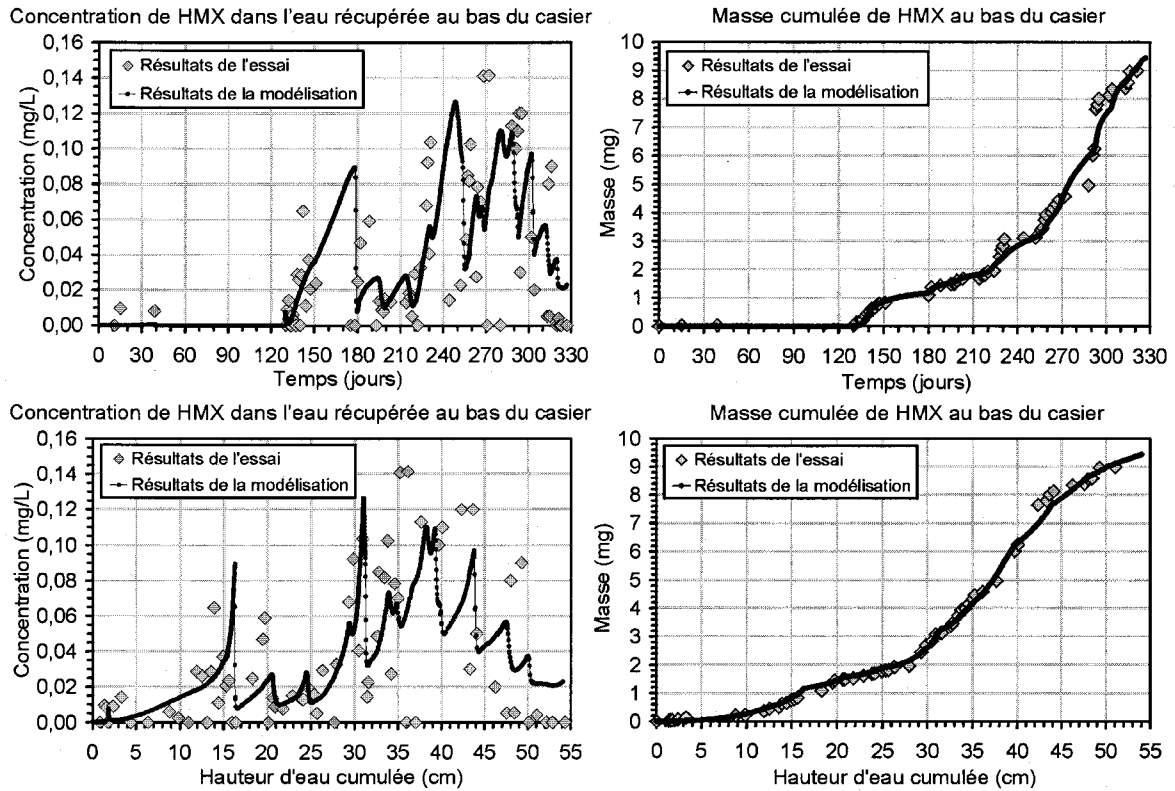 Concentration de HMX dans l'eau récupérée au bas du casier
Concentration (mg/L)
0,16
0,14
0,12
0,10
0,08
0,06
0,04
0,02
0,00
Résultats de l'essai
Résultats de la modélisation
0 30 60 90 120 150 180 210 240 270 300 330
Temps (jours)
Masse cumulée de HMX au bas du casier
Masse (mg)
10
9
8
7
6
5
4
3
2
1
0
Résultats de l'essai
Résultats de la modélisation
0 30 60 90 120 150 180 210 240 270 300 330
Temps (jours)
Concentration de HMX dans l'eau récupérée au bas du casier
Concentration (mg/L)
0,16
0,14
0,12
0,10
0,08
0,06
0,04
0,02
0,00
Résultats de l'essai
Résultats de la modélisation
0 5 10 15 20 25 30 35 40 45 50 55
Hauteur d'eau cumulée (cm)
Masse cumulée de HMX au bas du casier
Masse (mg)
10
9
8
7
6
5
4
3
2
1
0
Résultats de l'essai
Résultats de la modélisation
0 5 10 15 20 25 30 35 40 45 50 55
Hauteur d'eau cumulée (cm)